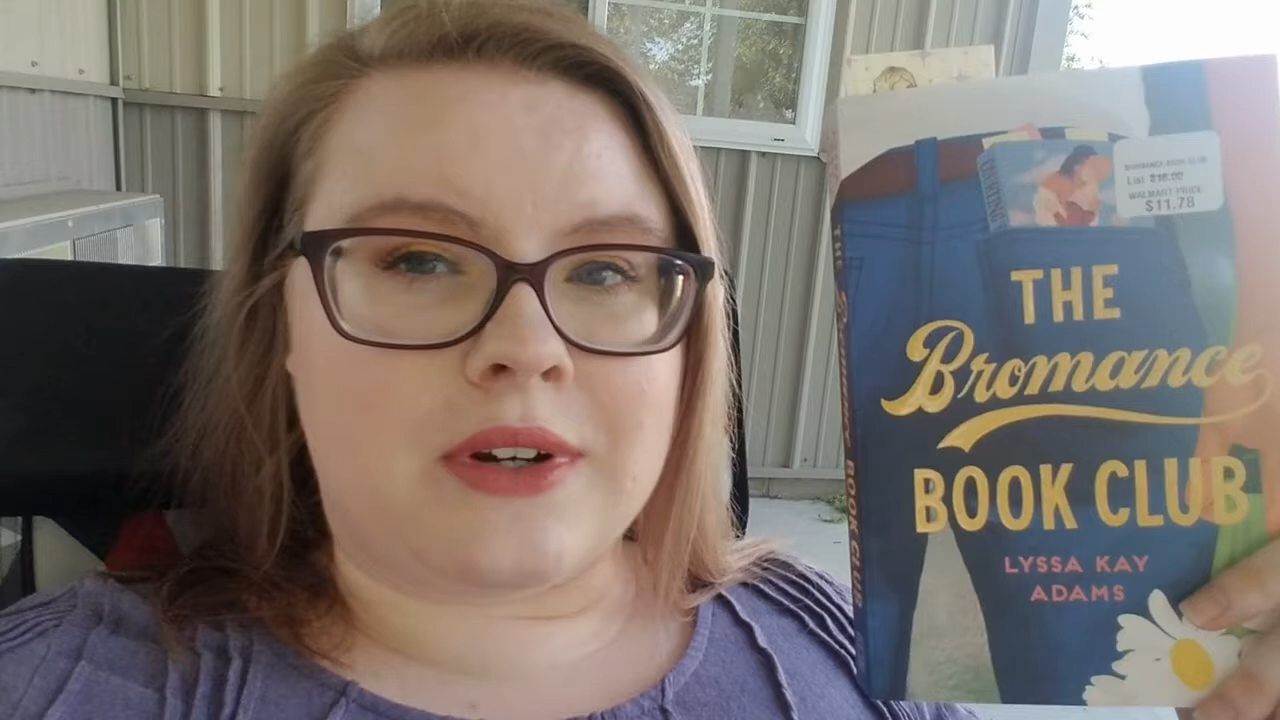 BROMANCE BOOK CLUB
List $16.00
WALMART PRICE
$11.78
THE
Bromance
BOOK CLUB
LYSSA KAY
ADAMS
THE Bromance BOOK CLUB